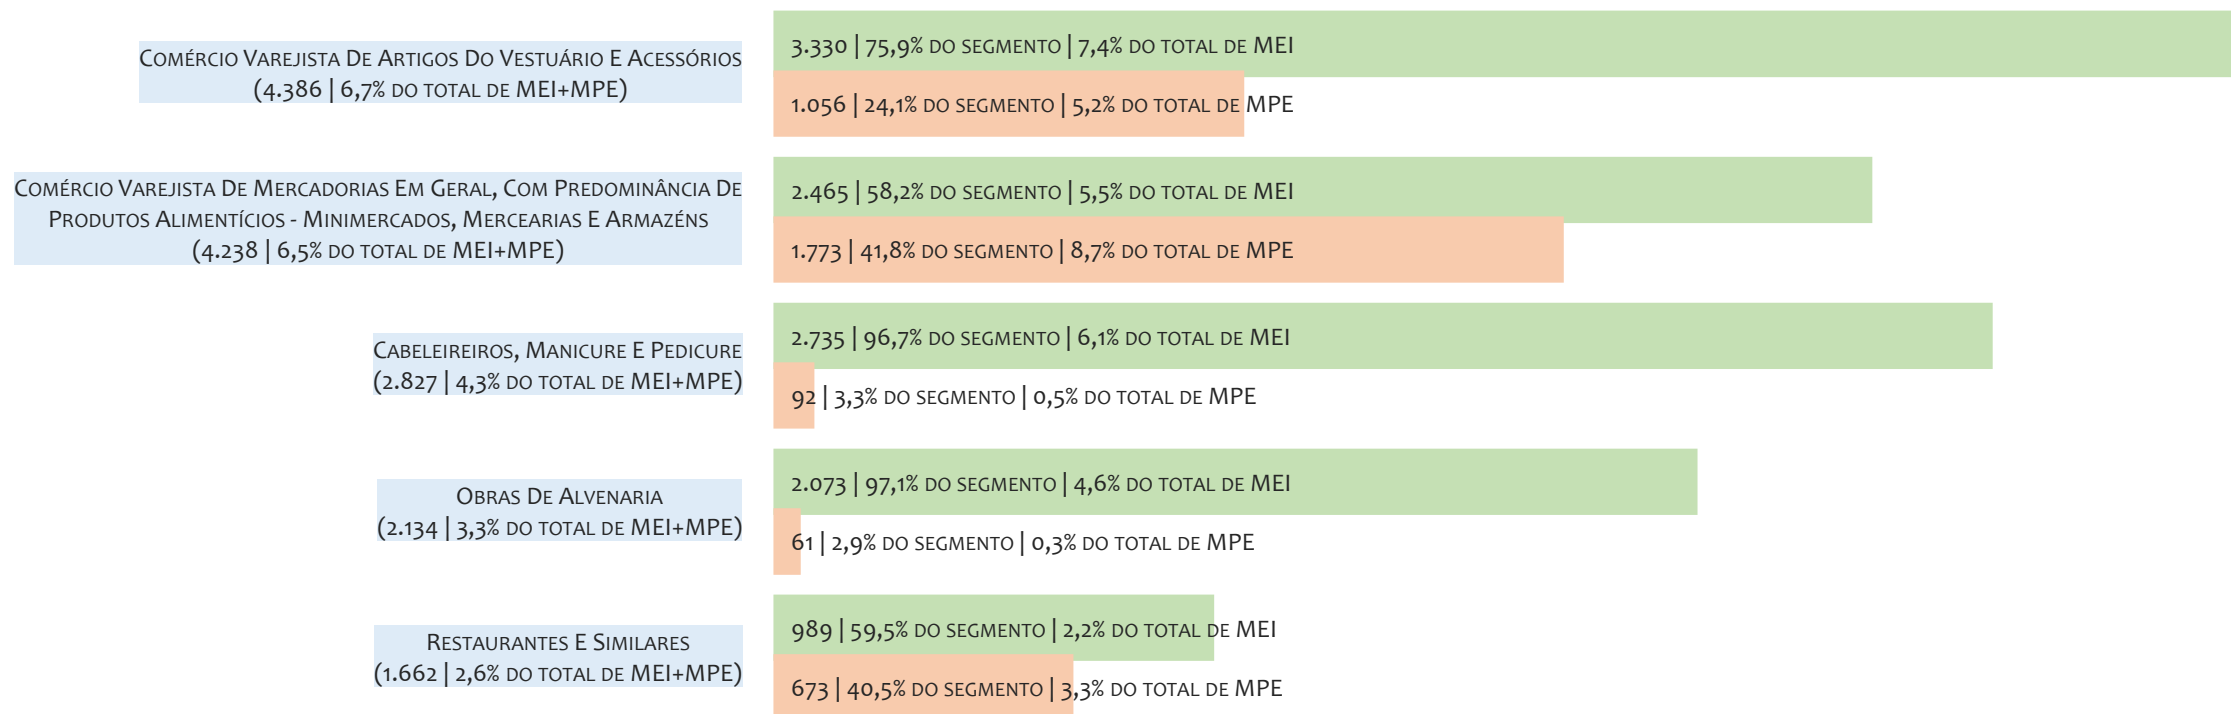 Comércio Varejista De Artigos Do Vestuário E Acessórios
(4.386 | 6,7% do total de MEI+MPE)
3.330 | 75,9% do segmento | 7,4% do total de MEI
1.056 | 24,1% do segmento | 5,2% do total de MPE
Comércio Varejista De Mercadorias Em Geral, Com Predominância De
Produtos Alimentícios - Minimercados, Mercearias E Armazéns
(4.238 | 6,5% do total de MEI+MPE)
2.465 | 58,2% do segmento | 5,5% do total de MEI
1.773 | 41,8% do segmento | 8,7% do total de MPE
Cabeleireiros, Manicure E Pedicure
(2.827 | 4,3% do total de MEI+MPE)
2.735 | 96,7% do segmento | 6,1% do total de MEI
92 | 3,3% do segmento | 0,5% do total de MPE
Obras De Alvenaria
(2.134 | 3,3% do total de MEI+MPE)
2.073 | 97,1% do segmento | 4,6% do total de MEI
61 | 2,9% do segmento | 0,3% do total de MPE
Restaurantes E Similares
(1.662 | 2,6% do total de MEI+MPE)
989 | 59,5% do segmento | 2,2% do total de MEI
673 | 40,5% do segmento | 3,3% do total de MPE